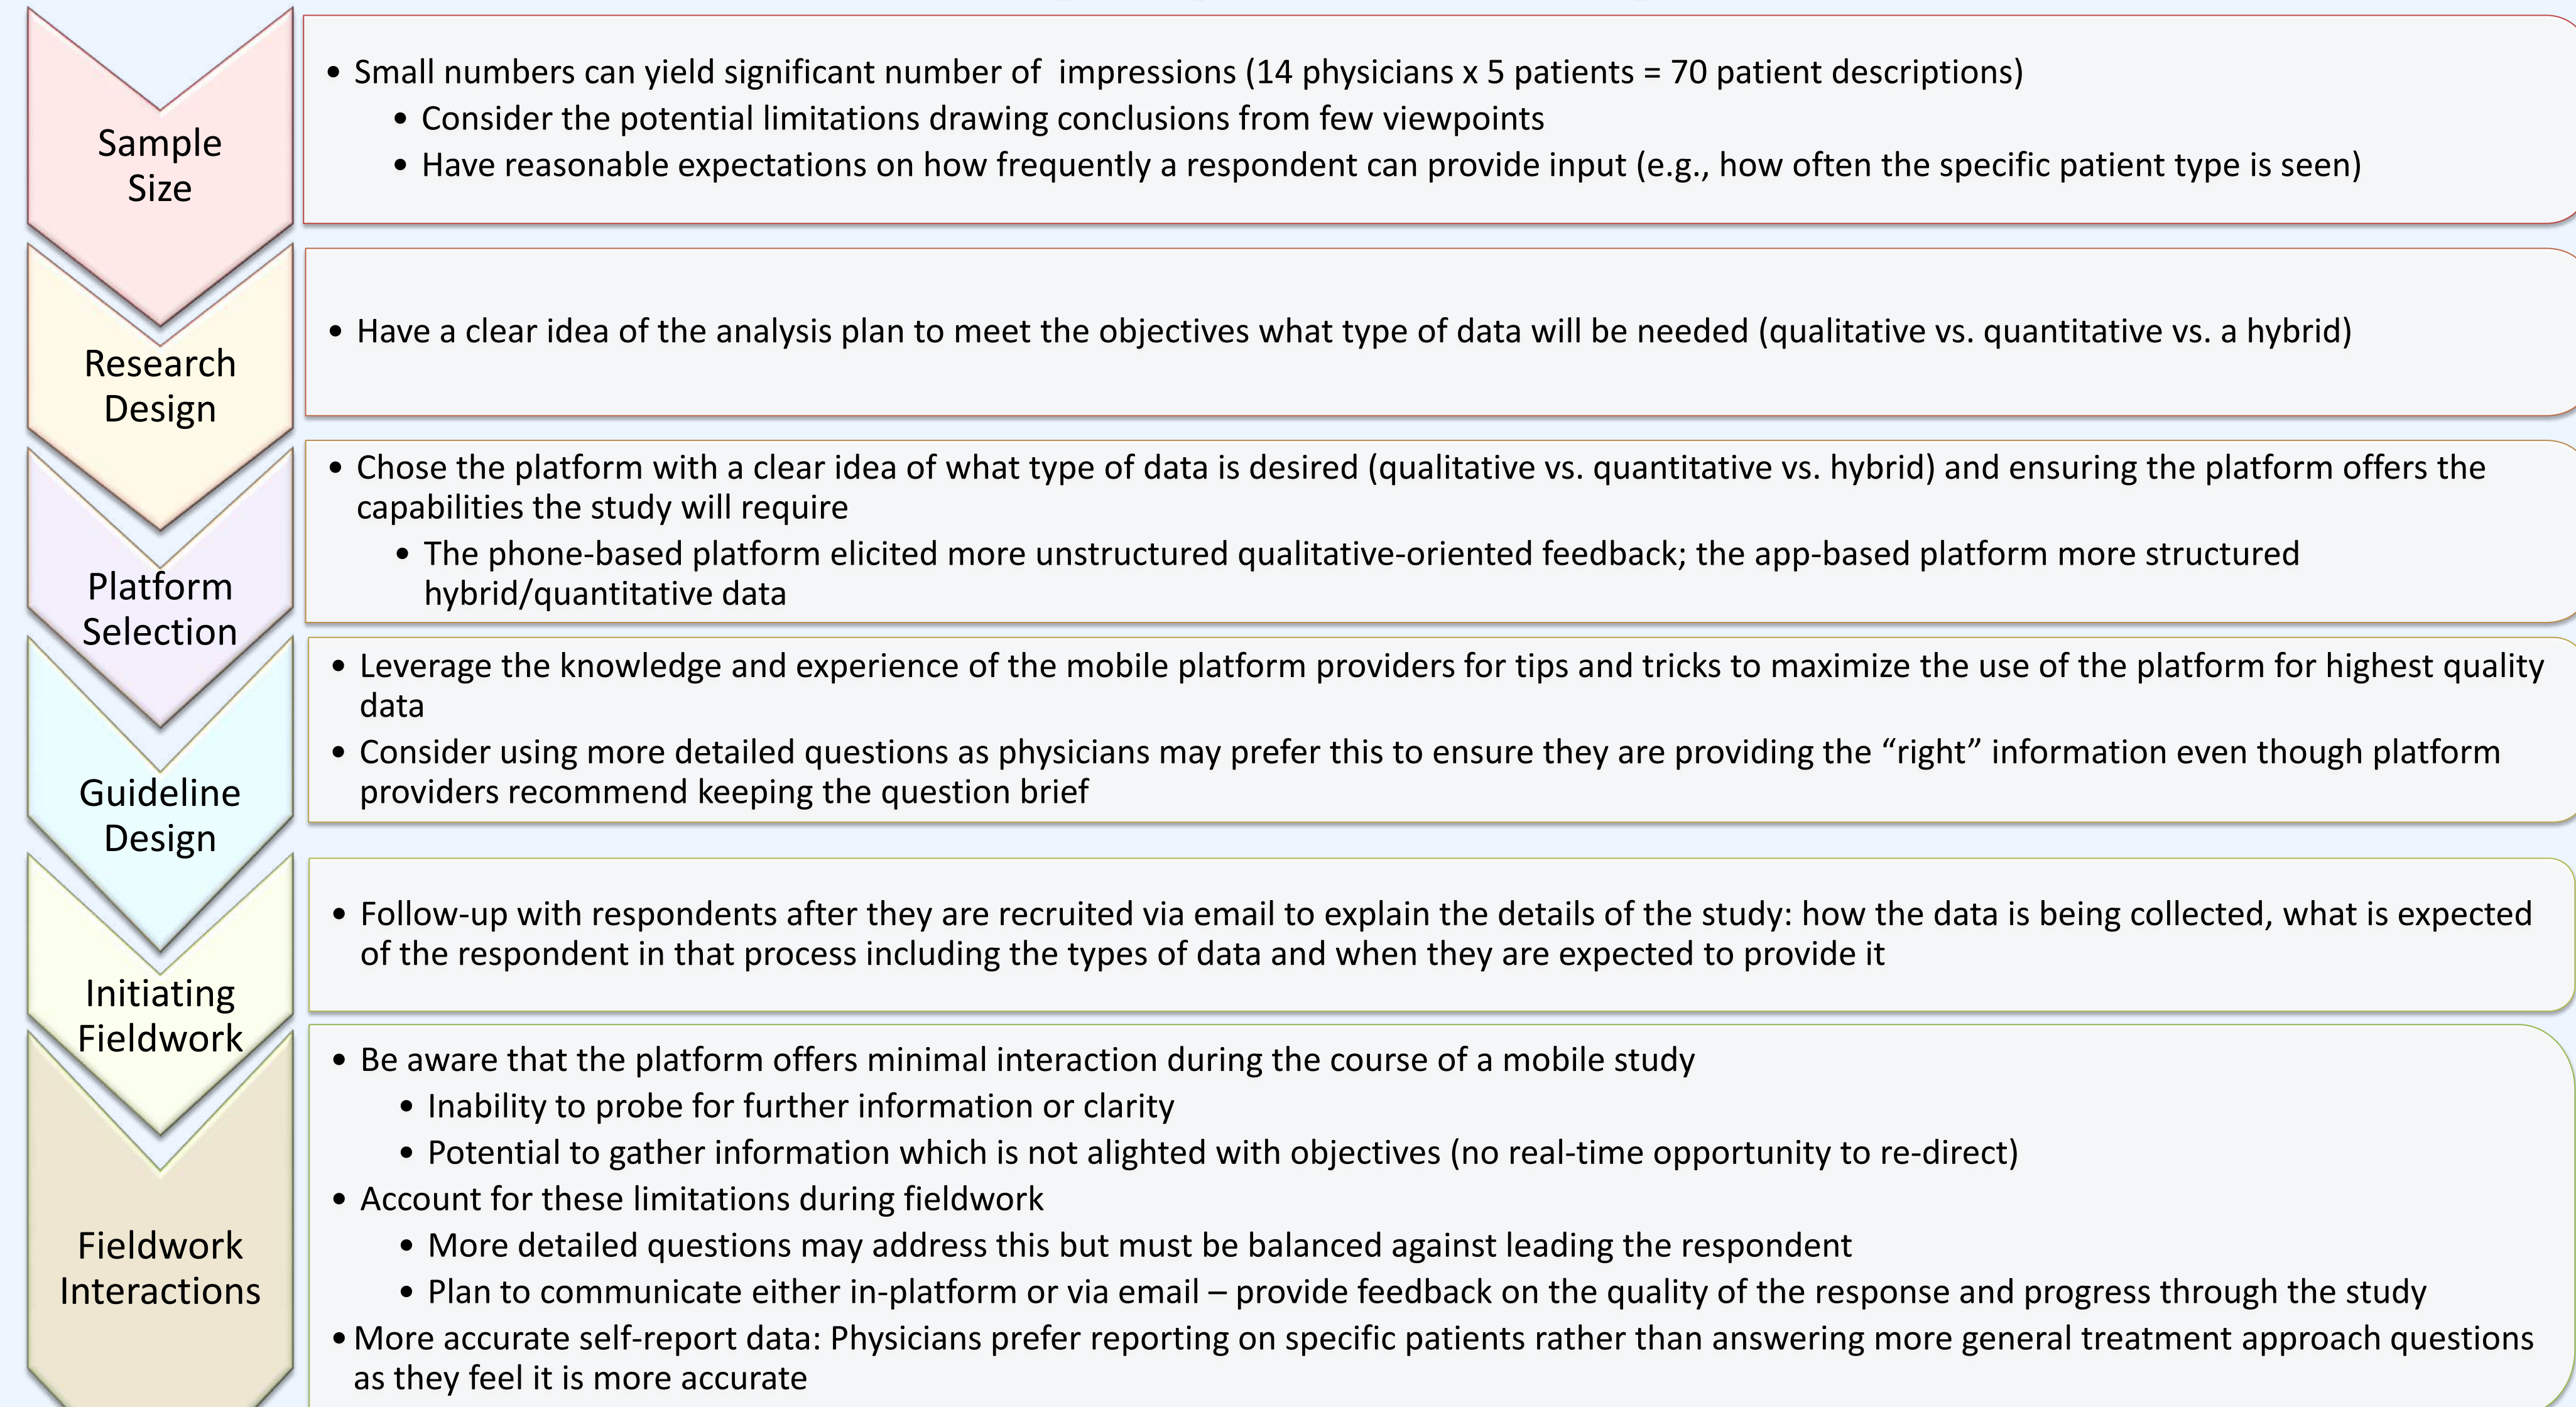 Sample
Size
• Small numbers can yield significant number of  impressions (14 physicians x 5 patients = 70 patient descriptions)
• Consider the potential limitations drawing conclusions from few viewpoints
• Have reasonable expectations on how frequently a respondent can provide input (e.g., how often the specific patient type is seen)
Research
Design
• Have a clear idea of the analysis plan to meet the objectives what type of data will be needed (qualitative vs. quantitative vs. a hybrid)
Platform
Selection
• Chose the platform with a clear idea of what type of data is desired (qualitative vs. quantitative vs. hybrid) and ensuring the platform offers the
capabilities the study will require
• The phone-based platform elicited more unstructured qualitative-oriented feedback; the app-based platform more structured
hybrid/quantitative data
Guideline
Design
• Leverage the knowledge and experience of the mobile platform providers for tips and tricks to maximize the use of the platform for highest quality
data
• Consider using more detailed questions as physicians may prefer this to ensure they are providing the “right” information even though platform
providers recommend keeping the question brief
Initiating
Fieldwork
• Follow-up with respondents after they are recruited via email to explain the details of the study: how the data is being collected, what is expected
of the respondent in that process including the types of data and when they are expected to provide it
Fieldwork
Interactions
• Be aware that the platform offers minimal interaction during the course of a mobile study
• Inability to probe for further information or clarity
• Potential to gather information which is not alighted with objectives (no real-time opportunity to re-direct)
• Account for these limitations during fieldwork
• More detailed questions may address this but must be balanced against leading the respondent
• Plan to communicate either in-platform or via email – provide feedback on the quality of the response and progress through the study
• More accurate self-report data: Physicians prefer reporting on specific patients rather than answering more general treatment approach questions
as they feel it is more accurate